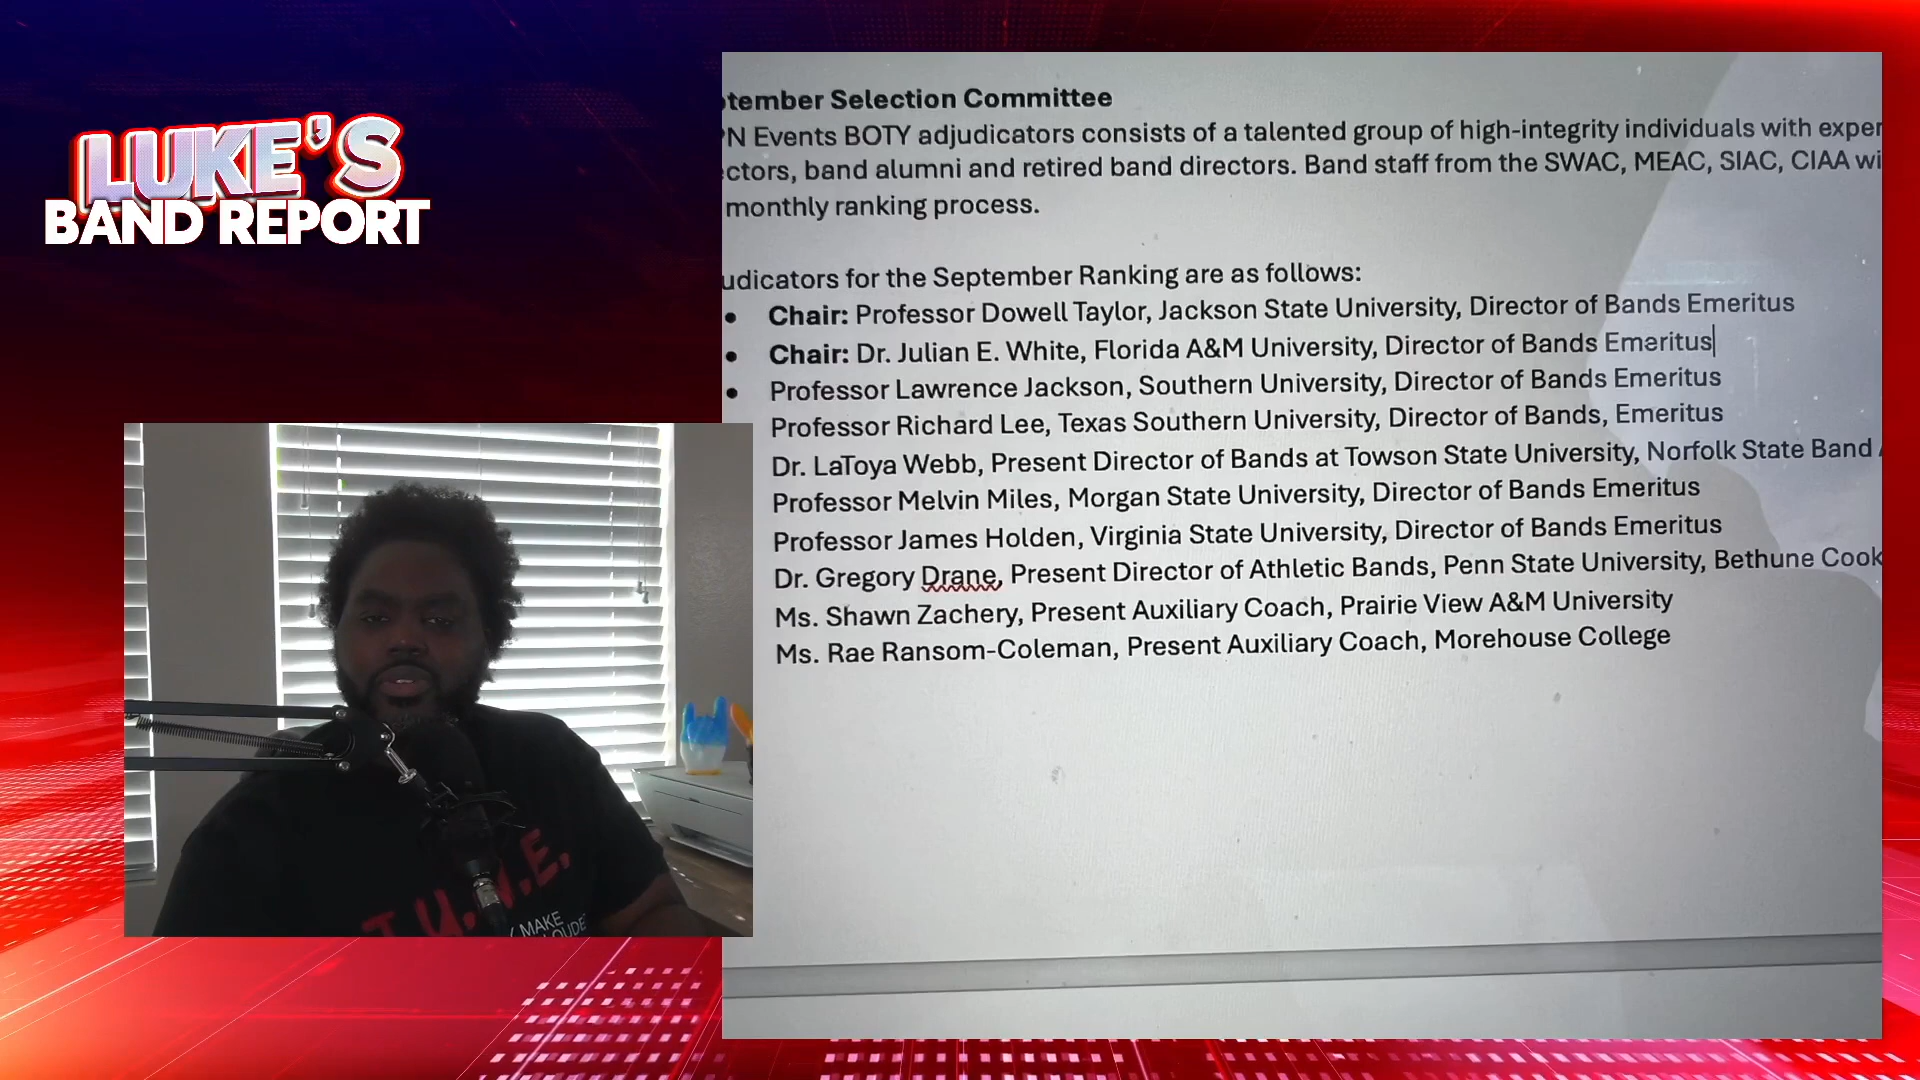 LUKE'S
BAND REPORT
tember Selection Committee
N Events BOTY adjudicators consists of a talented group of high-integrity individuals with exper
ctors, band alumni and retired band directors. Band staff from the SWAC, MEAC, SIAC, CIAA wi
monthly ranking process.
udicators for the September Ranking are as follows:
• Chair: Professor Dowell Taylor, Jackson State University, Director of Bands Emeritus
• Chair: Dr. Julian E. White, Florida A&M University, Director of Bands Emeritus
• Professor Lawrence Jackson, Southern University, Director of Bands Emeritus
Professor Richard Lee, Texas Southern University, Director of Bands, Emeritus
Dr. LaToya Webb, Present Director of Bands at Towson State University, Norfolk State Band
Professor Melvin Miles, Morgan State University, Director of Bands Emeritus
Professor James Holden, Virginia State University, Director of Bands Emeritus
Dr. Gregory Drane, Present Director of Athletic Bands, Penn State University, Bethune Cook
Ms. Shawn Zachery, Present Auxiliary Coach, Prairie View A&M University
Ms. Rae Ransom-Coleman, Present Auxiliary Coach, Morehouse College
T.U.N.E.
MAKE
LOUDE